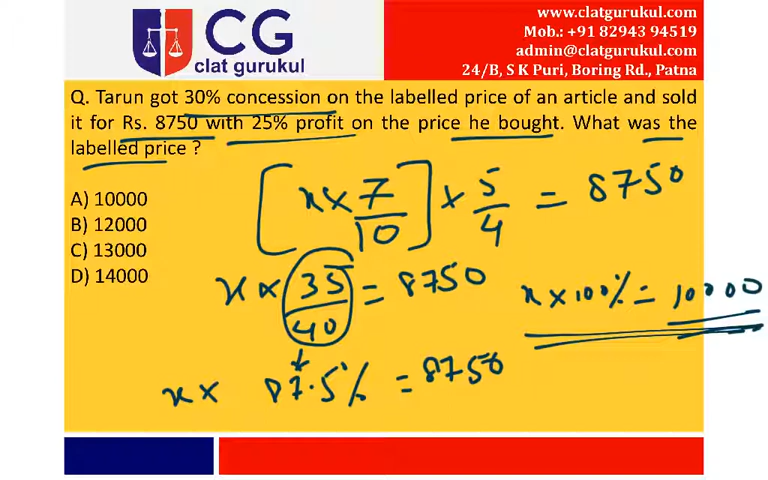 CG
clat gurukul
www.clatgurukul.com
Mob.: +91 82943 94519
admin@clatgurukul.com
24/B, S K Puri, Boring Rd., Patna
Q. Tarun got 30% concession on the labelled price of an article and sold
it for Rs. 8750 with 25% profit on the price he bought. What was the
labelled price ?
A) 10000
B) 12000
C) 13000
D) 14000
[x × 7/10] × 5/4 = 8750
x × 35/40 = 8750
x × 100% = 10000
x × 87.5% = 8750